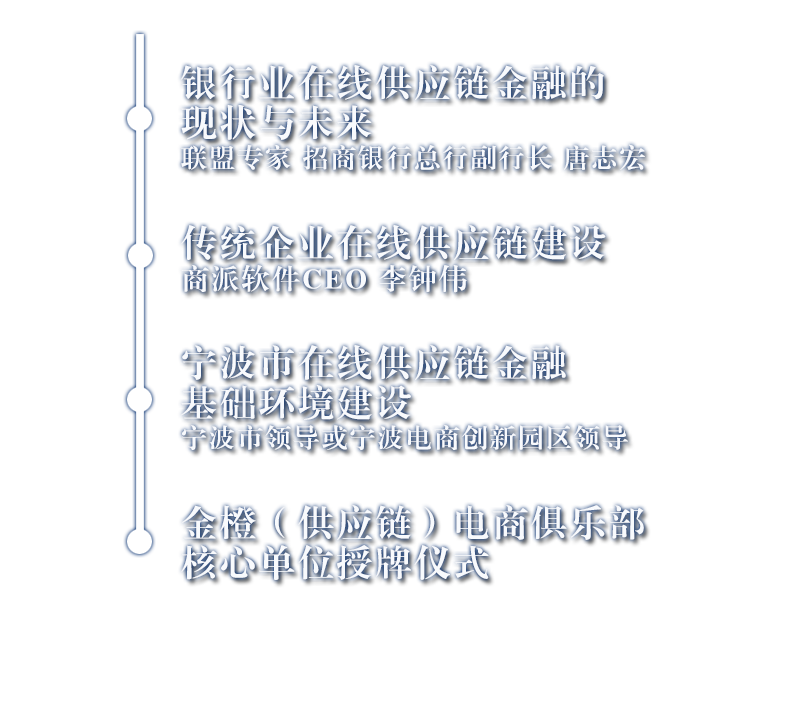 银行业在线供应链金融的
现状与未来
联盟专家 招商银行总行副行长 唐志宏
传统企业在线供应链建设
商派软件CEO 李钟伟
宁波市在线供应链金融
基础环境建设
宁波市领导或宁波电商创新园区领导
金橙（供应链）电商俱乐部
核心单位授牌仪式